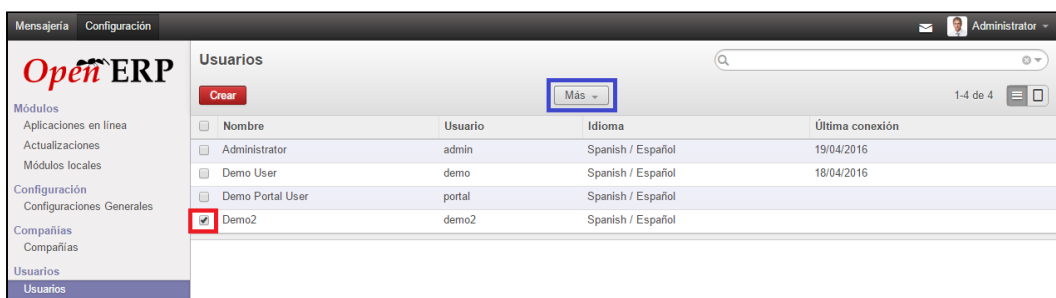 Mensajería Configuración Administrator
Open ERP
Usuarios
Crear Más 1-4 de 4
Módulos
Aplicaciones en línea
Actualizaciones
Módulos locales
Configuración
Configuraciones Generales
Compañías
Compañías
Usuarios
Usuarios
Nombre Usuario Idioma Última conexión
Administrator admin Spanish / Español 19/04/2016
Demo User demo Spanish / Español 18/04/2016
Demo Portal User portal Spanish / Español
Demo2 demo2 Spanish / Español